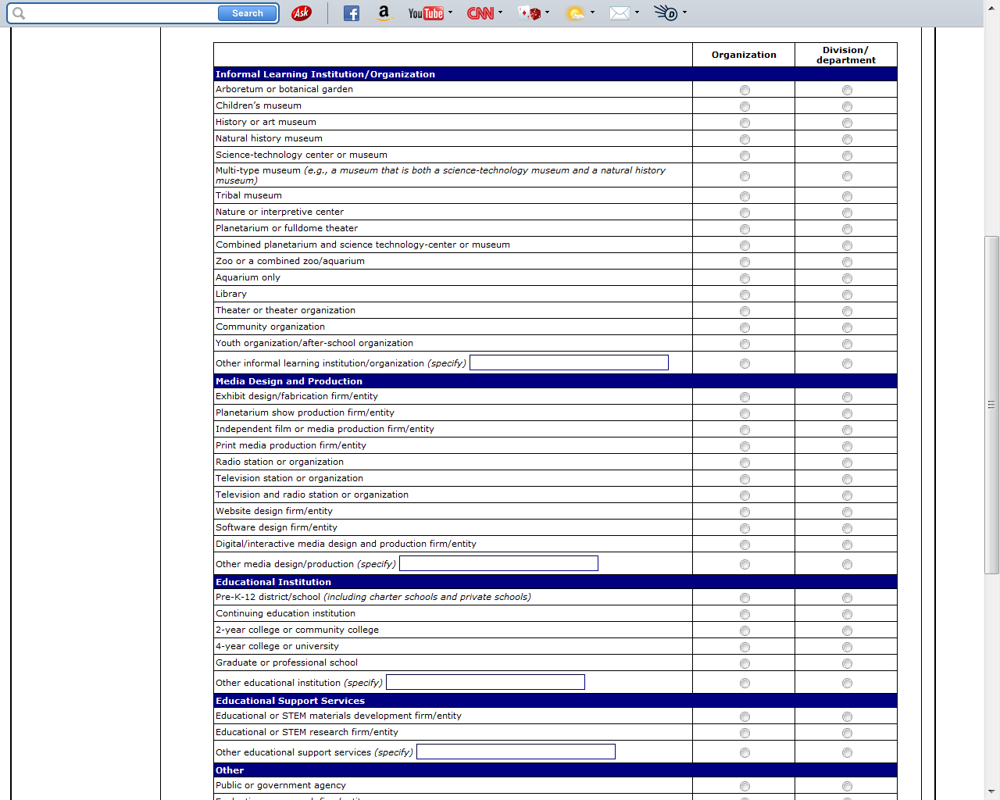 Search Ask a You Tube CNN D
Organization Division/
department
Informal Learning Institution/Organization
Arboretum or botanical garden
Children’s museum
History or art museum
Natural history museum
Science-technology center or museum
Multi-type museum (e.g., a museum that is both a science-technology museum and a natural history
museum)
Tribal museum
Nature or interpretive center
Planetarium or fulldome theater
Combined planetarium and science technology-center or museum
Zoo or a combined zoo/aquarium
Aquarium only
Library
Theater or theater organization
Community organization
Youth organization/after-school organization
Other informal learning institution/organization (specify)
Media Design and Production
Exhibit design/fabrication firm/entity
Planetarium show production firm/entity
Independent film or media production firm/entity
Print media production firm/entity
Radio station or organization
Television station or organization
Television and radio station or organization
Website design firm/entity
Software design firm/entity
Digital/interactive media design and production firm/entity
Other media design/production (specify)
Educational Institution
Pre-K-12 district/school (including charter schools and private schools)
Continuing education institution
2-year college or community college
4-year college or university
Graduate or professional school
Other educational institution (specify)
Educational Support Services
Educational or STEM materials development firm/entity
Educational or STEM research firm/entity
Other educational support services (specify)
Other
Public or government agency